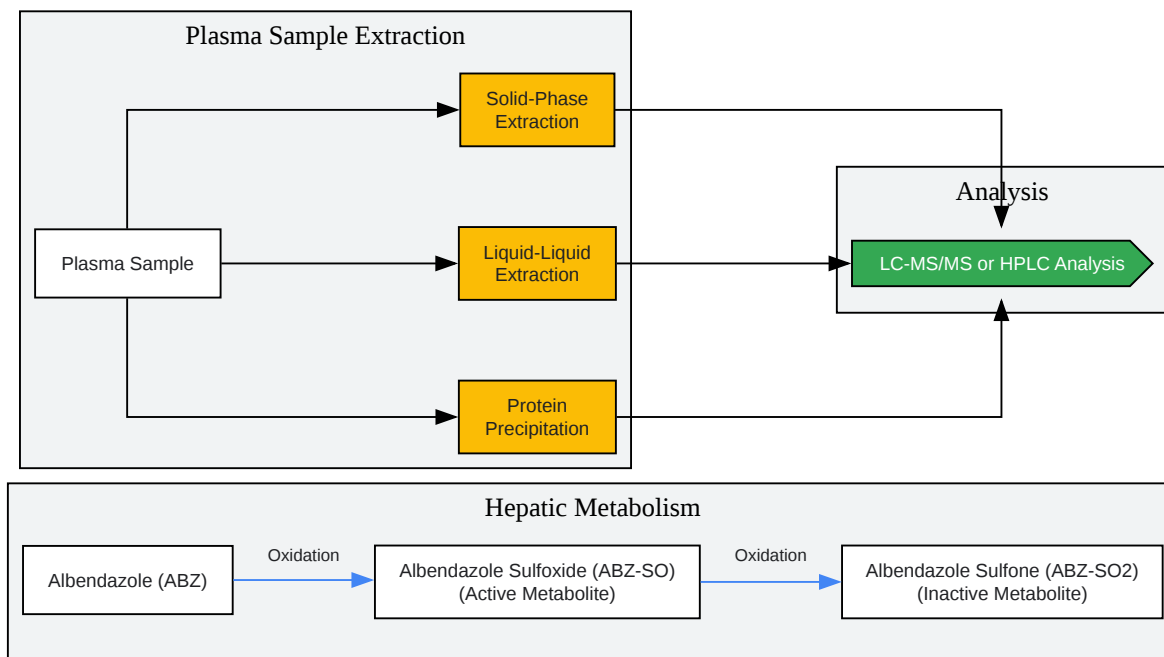 Plasma Sample Extraction
Solid-Phase
Extraction
Analysis
Plasma Sample
Liquid-Liquid
Extraction
LC-MS/MS or HPLC Analysis
Protein
Precipitation
Hepatic Metabolism
Albendazole (ABZ)
Oxidation
Albendazole Sulfoxide (ABZ-SO)
(Active Metabolite)
Oxidation
Albendazole Sulfone (ABZ-SO2)
(Inactive Metabolite)